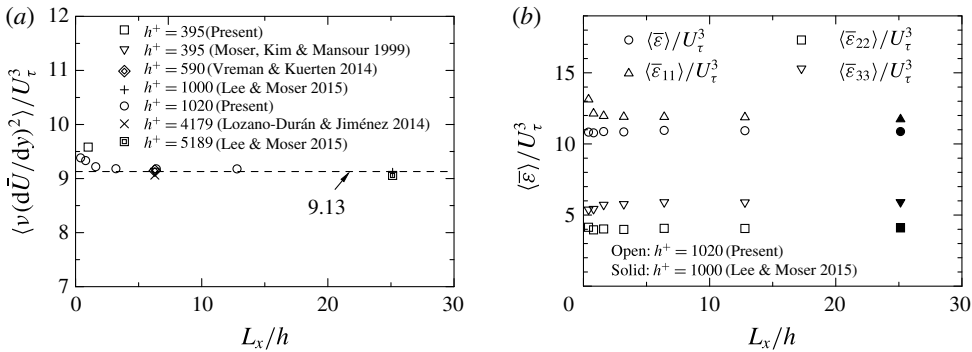 (a)
12
11
10
9
8
7
0
10
20
30
⟨ν(dŪ/dy)²⟩/U_τ³
L_x/h
h⁺ = 395 (Present)
h⁺ = 395 (Moser, Kim & Mansour 1999)
h⁺ = 590 (Vreman & Kuerten 2014)
h⁺ = 1000 (Lee & Moser 2015)
h⁺ = 1020 (Present)
h⁺ = 4179 (Lozano-Durán & Jiménez 2014)
h⁺ = 5189 (Lee & Moser 2015)
9.13
(b)
15
10
5
0
10
20
30
⟨ε̅⟩/U_τ³
L_x/h
⟨ε̅⟩/U_τ³ ⟨ε̅₂₂⟩/U_τ³
⟨ε̅₁₁⟩/U_τ³ ⟨ε̅₃₃⟩/U_τ³
Open: h⁺ = 1020 (Present)
Solid: h⁺ = 1000 (Lee & Moser 2015)